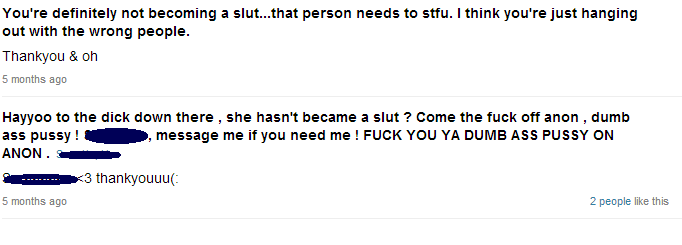 You're definitely not becoming a slut...that person needs to stfu. I think you're just hanging
out with the wrong people.
Thankyou & oh
5 months ago
Hayyoo to the dick down there , she hasn't became a slut ? Come the fuck off anon , dumb
ass pussy ! , message me if you need me ! FUCK YOU YA DUMB ASS PUSSY ON
ANON .
<3 thankyouuu(:
5 months ago
2 people like this